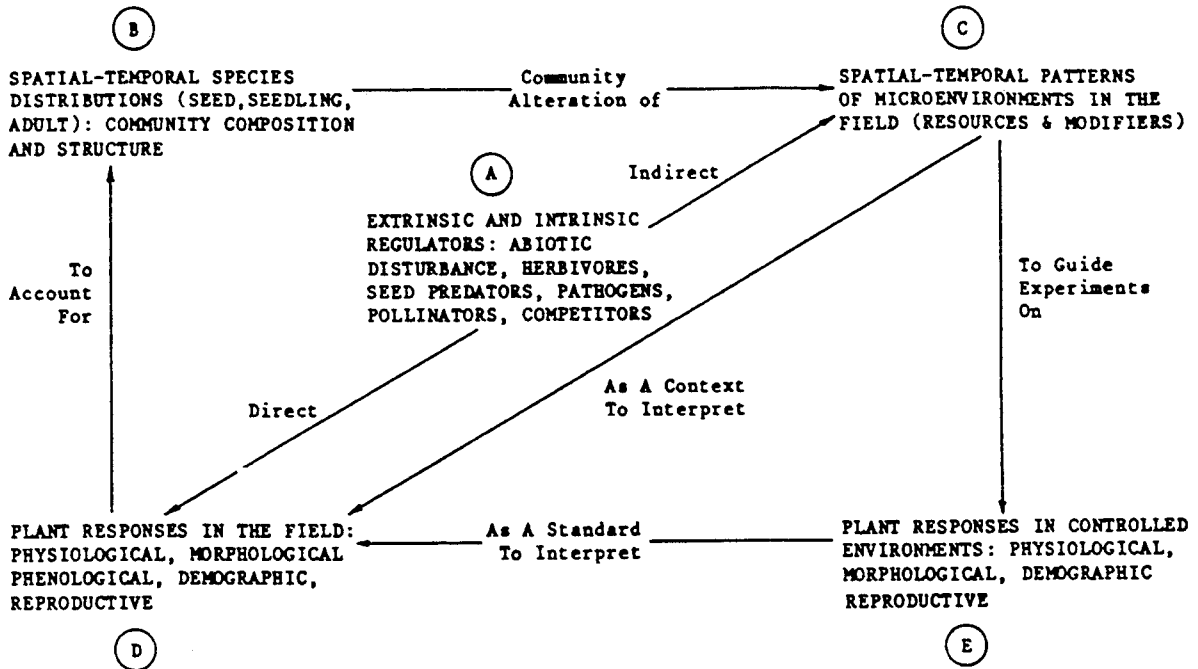 B
C
SPATIAL-TEMPORAL SPECIES
DISTRIBUTIONS (SEED,SEEDLING,
ADULT): COMMUNITY COMPOSITION
AND STRUCTURE
Community
Alteration of
SPATIAL-TEMPORAL PATTERNS
OF MICROENVIRONMENTS IN THE
FIELD (RESOURCES & MODIFIERS)
A
Indirect
EXTRINSIC AND INTRINSIC
REGULATORS: ABIOTIC
DISTURBANCE, HERBIVORES,
SEED PREDATORS, PATHOGENS,
POLLINATORS, COMPETITORS
To
Account
For
To Guide
Experiments
On
Direct
As A Context
To Interpret
PLANT RESPONSES IN THE FIELD:
PHYSIOLOGICAL, MORPHOLOGICAL
PHENOLOGICAL, DEMOGRAPHIC,
REPRODUCTIVE
As A Standard
To Interpret
PLANT RESPONSES IN CONTROLLED
ENVIRONMENTS: PHYSIOLOGICAL,
MORPHOLOGICAL, DEMOGRAPHIC
REPRODUCTIVE
D
E